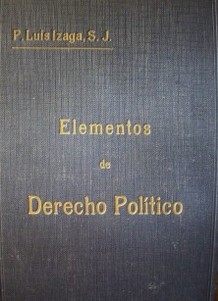 P. Luis Izaga, S. J.
Elementos
de
Derecho Político